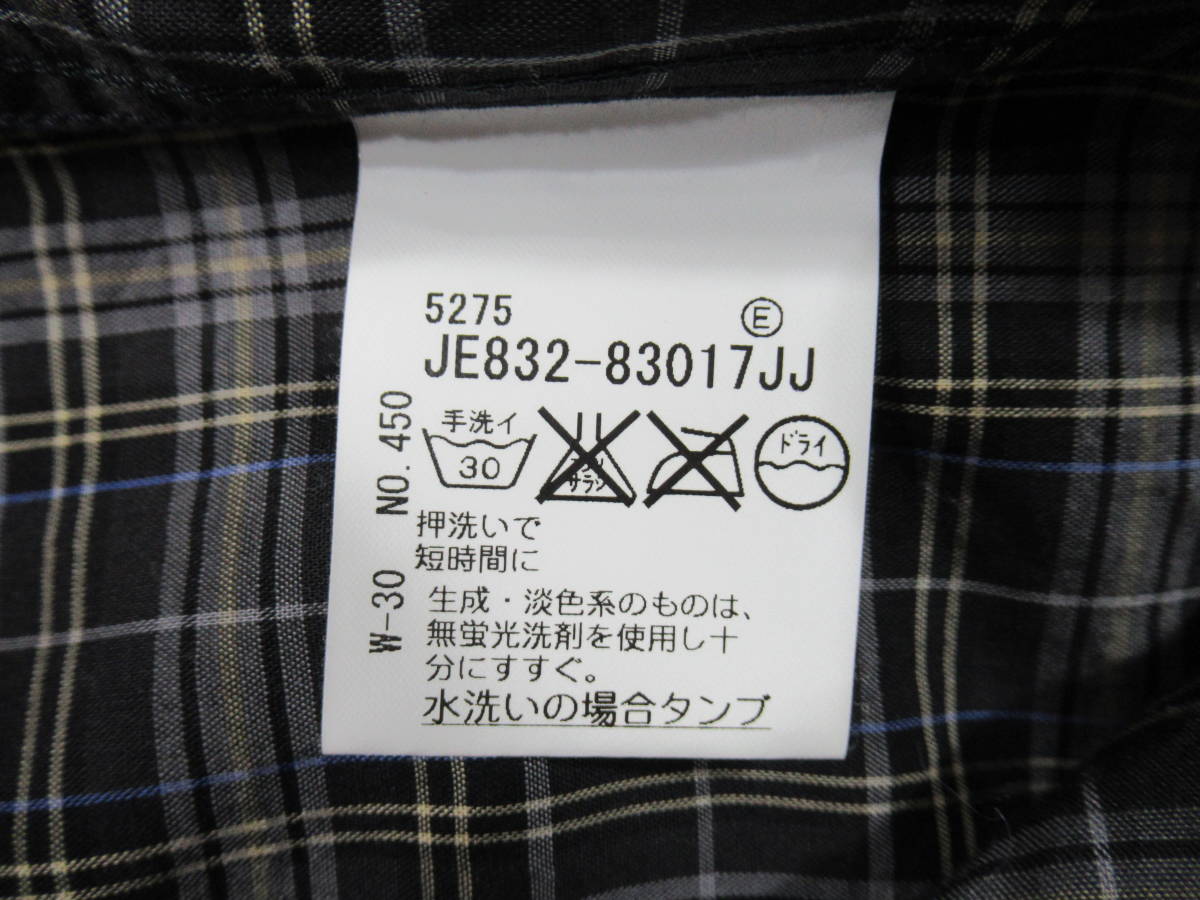 5275 Ⓔ
JE832-83017JJ
手洗イ
30
サラシ
ドライ
押洗いで
短時間に
生成・淡色系のものは、
無蛍光洗剤を使用し十
分にすすぐ。
水洗いの場合タンブ
W-30 NO.450